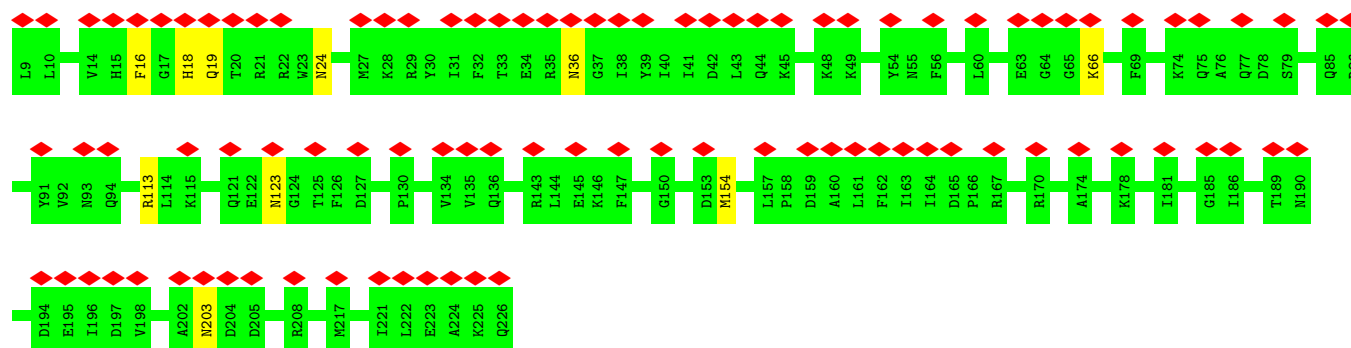 L9 L10 V14 H15 F16 G17 H18 Q19 T20 R21 R22 W23 N24 M27 K28 R29 Y30 I31 F32 T33 E34 R35 N36 G37 I38 Y39 I40 I41 D42 L43 Q44 K45 K48 K49 Y54 N55 F56 L60 E63 G64 G65 K66 F69 K74 Q75 A76 Q77 D78 S79 Q85
Y91 V92 N93 Q94 R113 L114 K115 Q121 E122 N123 G124 T125 F126 D127 P130 V134 V135 Q136 R143 L144 E145 K146 F147 G150 D153 M154 L157 P158 D159 A160 L161 F162 I163 I164 D165 P166 R167 R170 A174 K178 I181 G185 I186 T189 N190
D194 E195 I196 D197 V198 A202 N203 D204 D205 R208 M217 I221 L222 E223 A224 K225 Q226